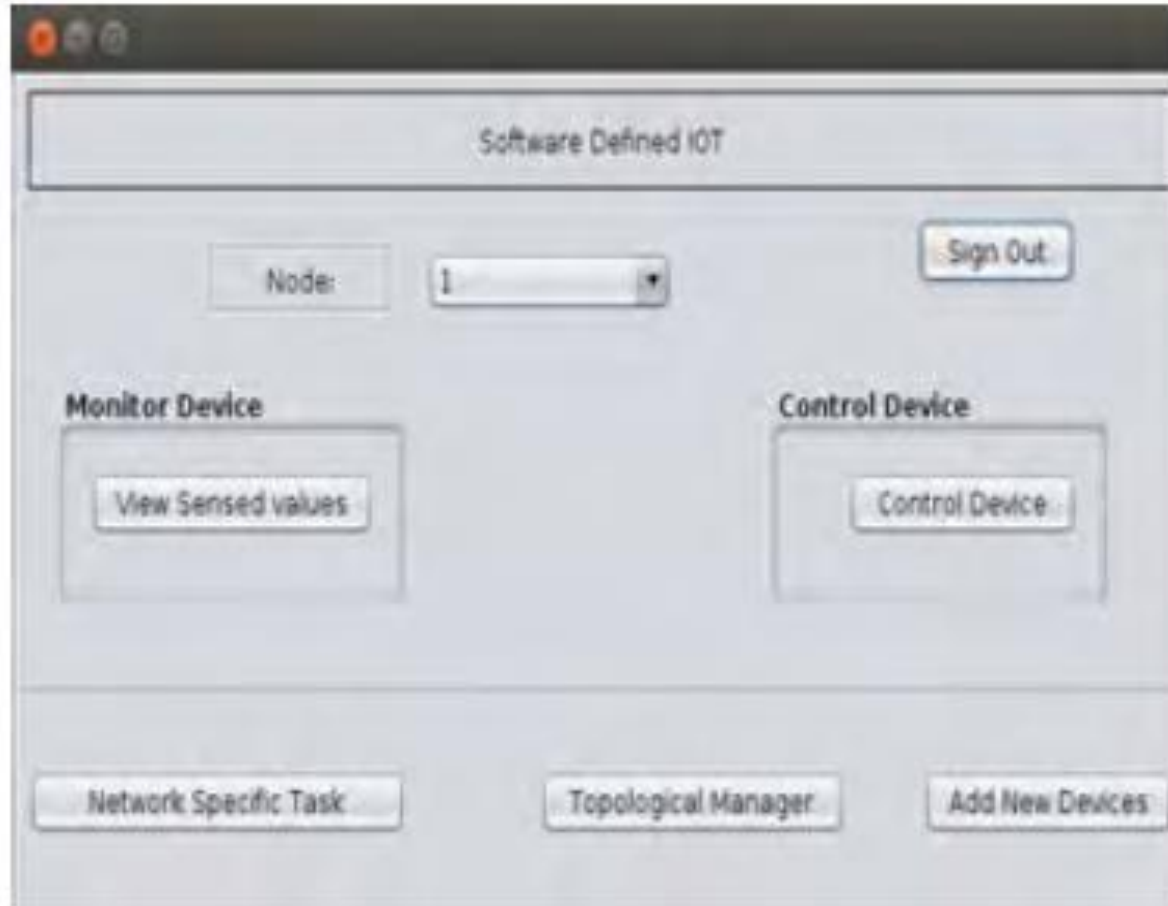 Software Defined IOT
Sign Out
Node:
1
Monitor Device
Control Device
View Sensed values
Control Device
Network Specific Task
Topological Manager
Add New Devices